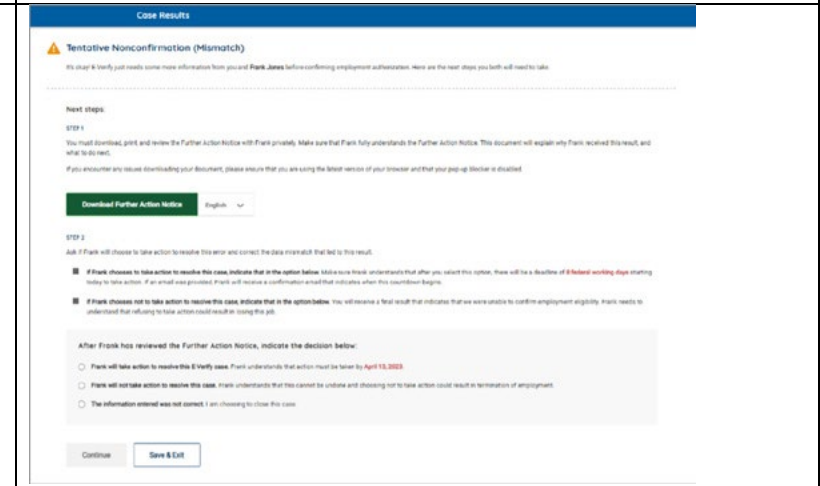 Case Results
Tentative Nonconfirmation (Mismatch)
It's okay! E-Verify just needs some more information from you and Frank Jones before confirming employment authorization. Here are the next steps you both will need to take.
Next steps:
STEP 1
You must download, print and review the Further Action Notice with Frank privately. Make sure that Frank fully understands the Further Action Notice. This document will explain why Frank received this result, and
what to do next.
If you encounter any issues downloading your document, please ensure that you are using the latest version of your browser and that your pop-up blocker is disabled.
Download Further Action Notice English
STEP 2
Ask if Frank will choose to take action to resolve this error and correct the data mismatch that led to this result.
If Frank chooses to take action to resolve this case, indicate that in the option below. Make sure Frank understands that after you select this option, there will be a deadline of 8 federal working days starting
today to take action. If an email was provided, Frank will receive a confirmation email that indicates when this countdown begins.
If Frank chooses not to take action to resolve this case, indicate that in the option below. You will receive a final result that indicates that we were unable to confirm employment eligibility. Frank needs to
understand that refusing to take action could result in losing this job.
After Frank has reviewed the Further Action Notice, indicate the decision below:
Frank will take action to resolve this E-Verify case. Frank understands that action must be taken by April 13, 2023.
Frank will not take action to resolve this case. Frank understands that this cannot be undone and choosing not to take action could result in termination of employment.
The information entered was not correct. I am choosing to close this case.
Continue Save & Exit